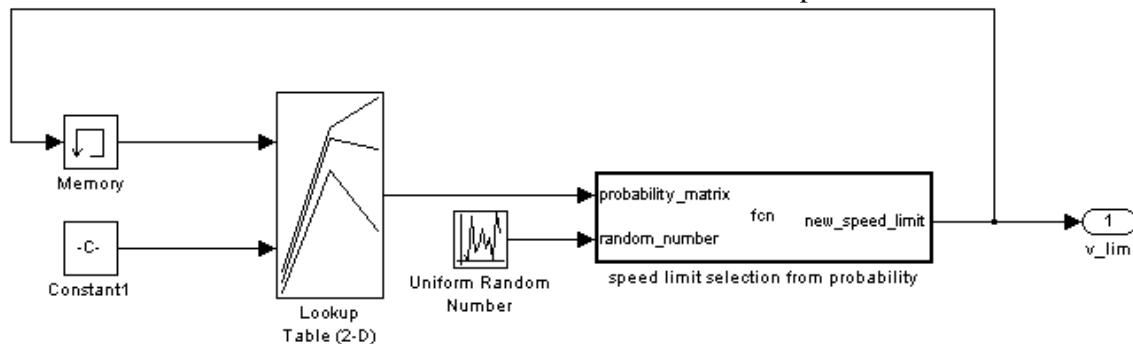 Memory
-C-
Constant1
Lookup
Table (2-D)
Uniform Random
Number
probability_matrix
random_number
fcn
new_speed_limit
speed limit selection from probability
1
v_lim